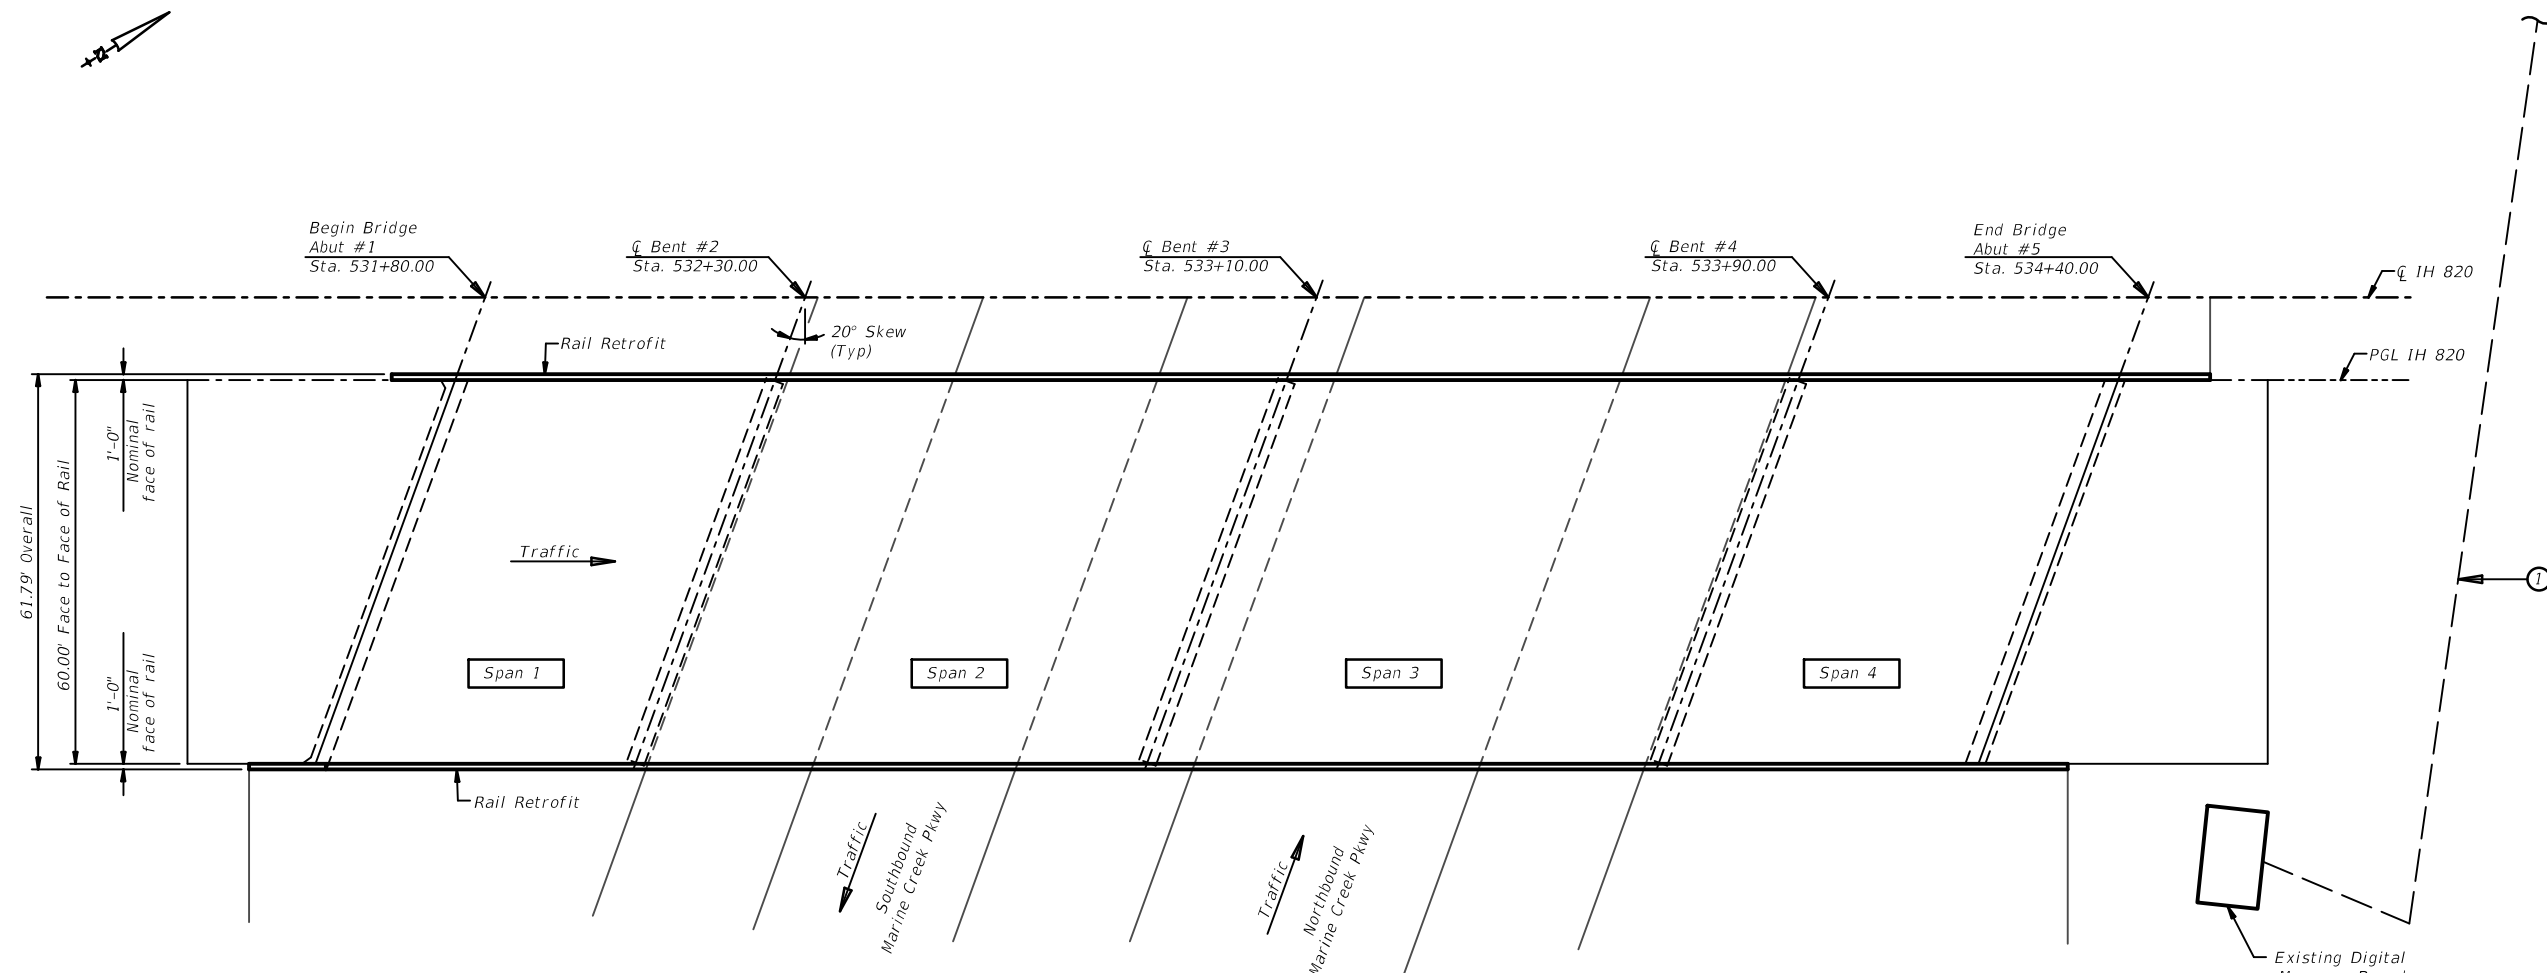 Begin Bridge
Abut #1
Sta. 531+80.00
℄ Bent #2
Sta. 532+30.00
℄ Bent #3
Sta. 533+10.00
℄ Bent #4
Sta. 533+90.00
End Bridge
Abut #5
Sta. 534+40.00
℄ IH 820
20° Skew
(Typ)
Rail Retrofit
PGL IH 820
61.79' Overall
60.00' Face to Face of Rail
1'-0"
Nominal
face of rail
1'-0"
Nominal
face of rail
Traffic
1
Span 1
Span 2
Span 3
Span 4
Rail Retrofit
Traffic
Southbound
Marine Creek Pkwy
Traffic
Northbound
Marine Creek Pkwy
Existing Digital